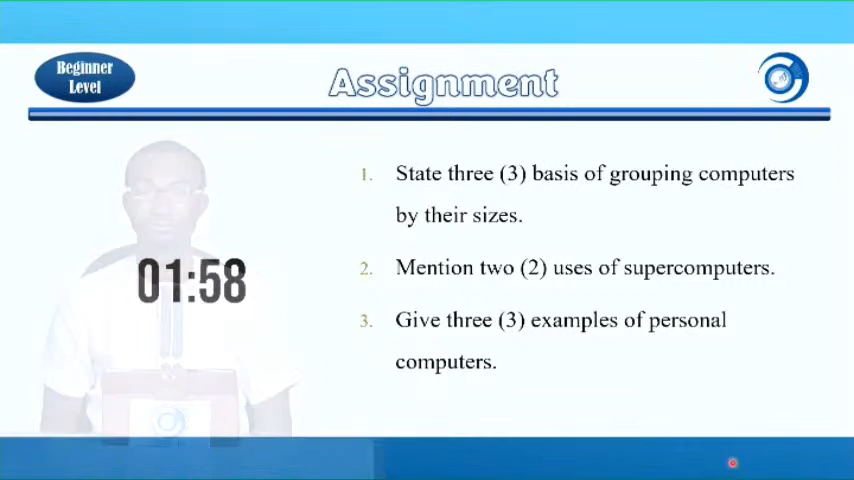 Beginner
Level
Assignment
1. State three (3) basis of grouping computers
by their sizes.
01:58
2. Mention two (2) uses of supercomputers.
3. Give three (3) examples of personal
computers.